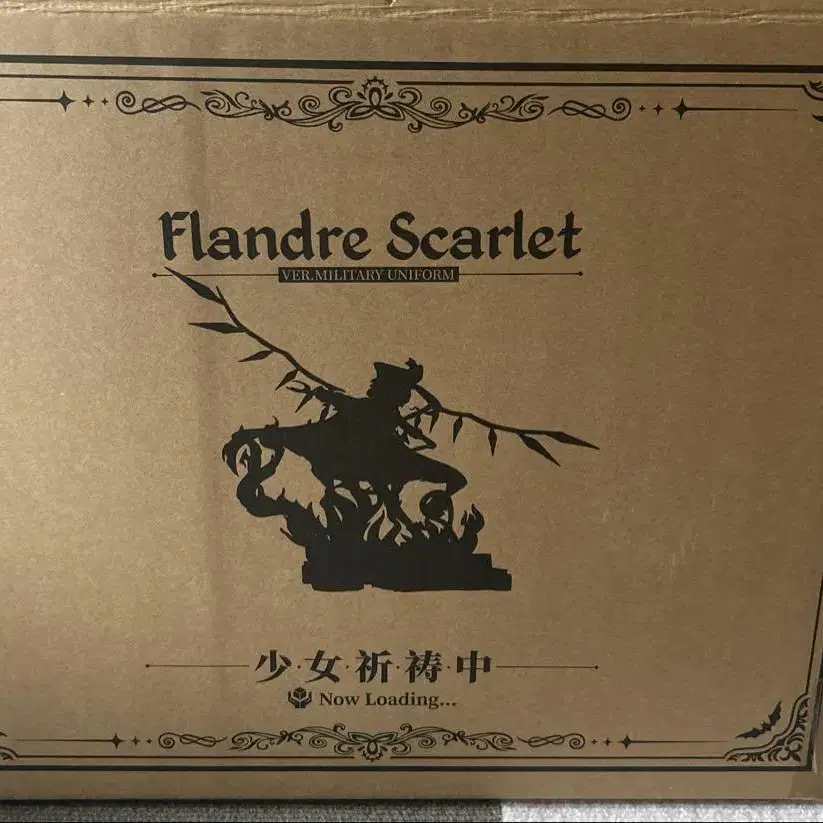 Flandre Scarlet
VER.MILITARY UNIFORM
少·女·祈·祷·中
Now Loading...